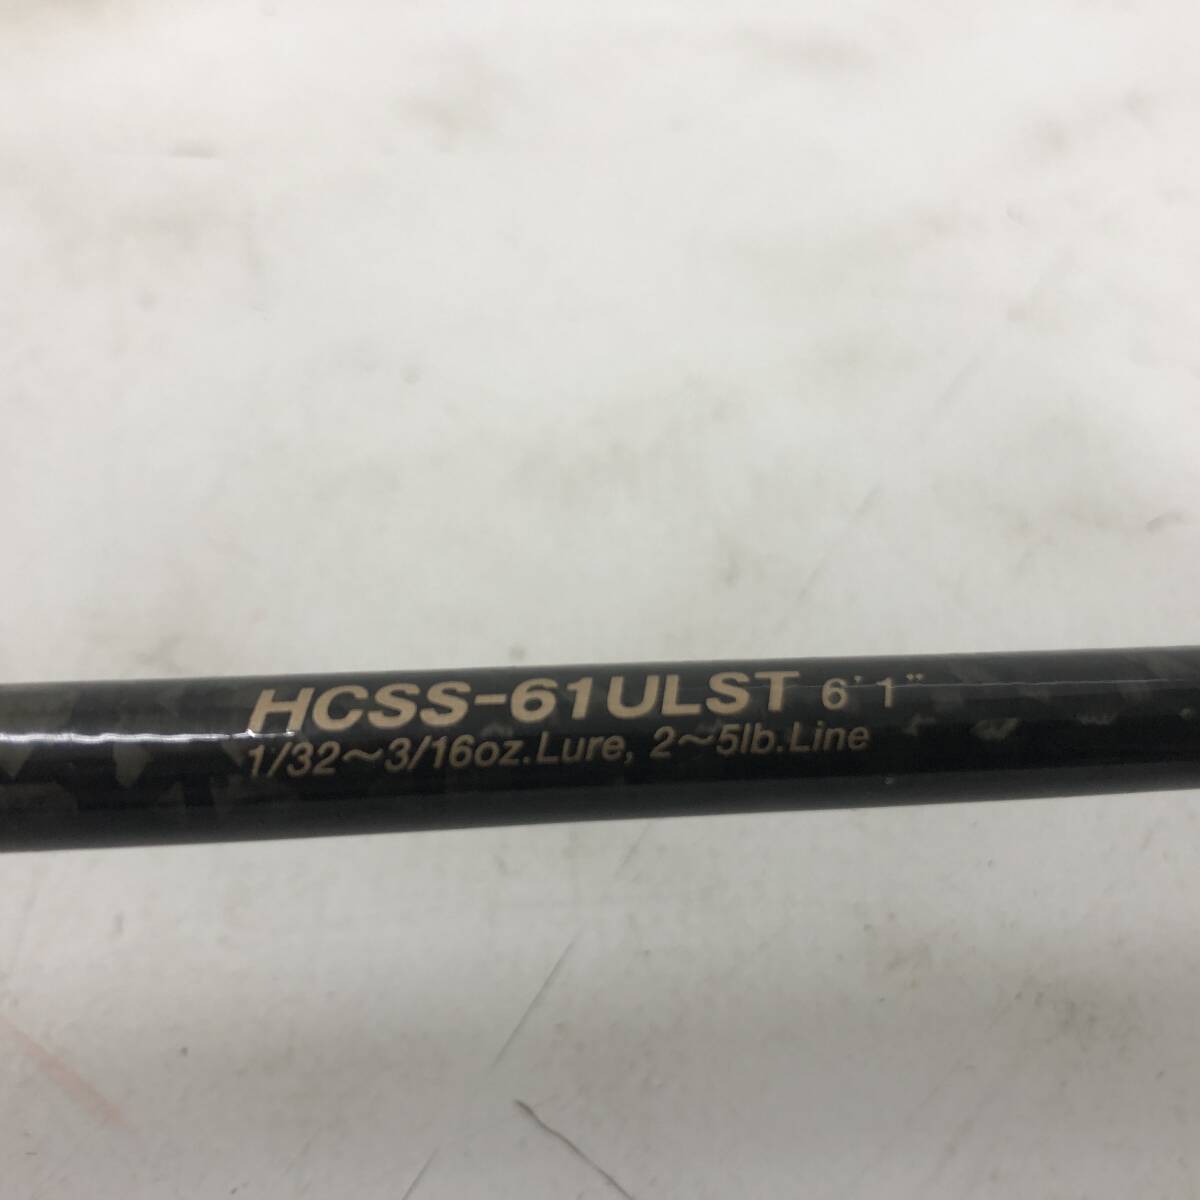 HCSS-61ULST 6'1"
1/32~3/16oz.Lure, 2~5lb.Line